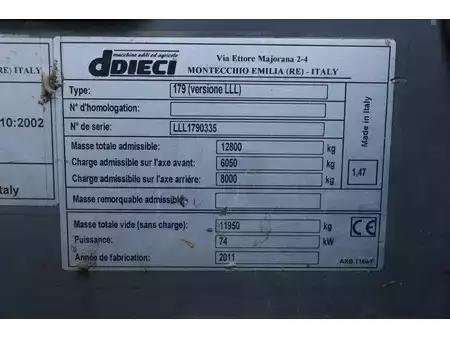 RE) ITALY
10:2002
taly
macchine edili ed agricole
dDIECI
Via Ettore Majorana 2-4
MONTECCHIO EMILIA (RE) - ITALY
Type: 179 (versione LLL)
N° d'homologation:
N° de serie: LLL1790335
Masse totale admissible: 12800 kg
Charge admissible sur l'axe avant: 6050 kg
Charge admissible sur l'axe arrière: 8000 kg
Masse remorquable admissible:
Masse totale vide (sans charge): 11950 kg
Puissance: 74 kW
Année de fabrication: 2011
Made in Italy
1,47
CE